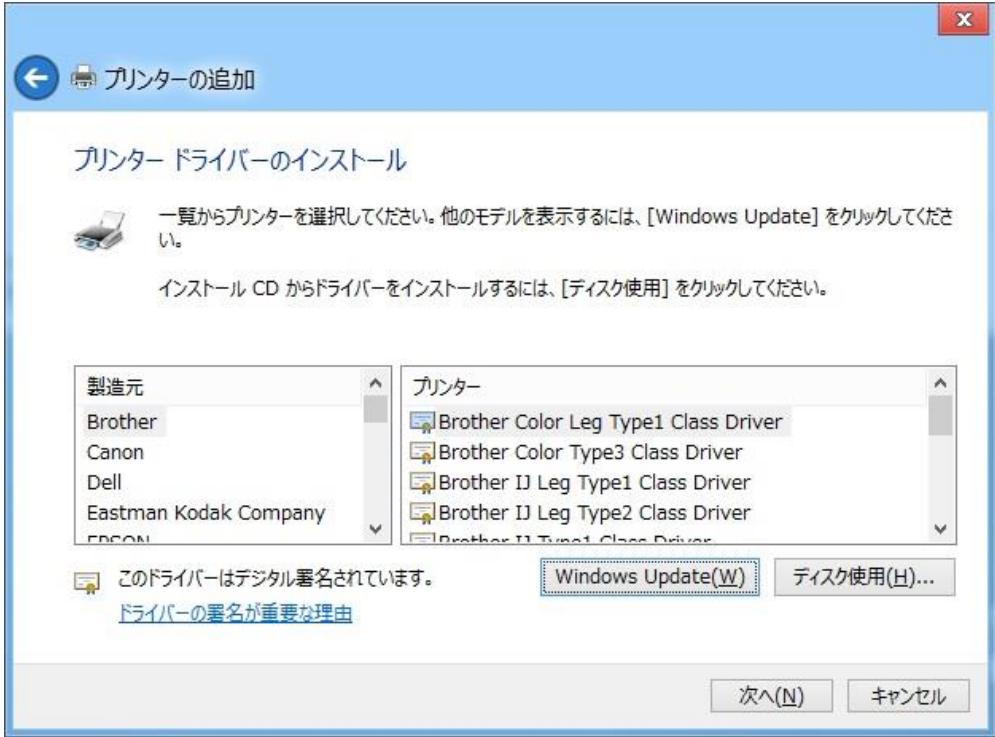 X
プリンターの追加
プリンター ドライバーのインストール
一覧からプリンターを選択してください。他のモデルを表示するには、[Windows Update] をクリックしてくださ
い。
インストール CD からドライバーをインストールするには、[ディスク使用] をクリックしてください。
製造元
Brother
Canon
Dell
Eastman Kodak Company
EPSON
プリンター
Brother Color Leg Type1 Class Driver
Brother Color Type3 Class Driver
Brother IJ Leg Type1 Class Driver
Brother IJ Leg Type2 Class Driver
Brother IJ Type1 Class Driver
このドライバーはデジタル署名されています。
ドライバーの署名が重要な理由
Windows Update(W)
ディスク使用(H)...
次へ(N)
キャンセル